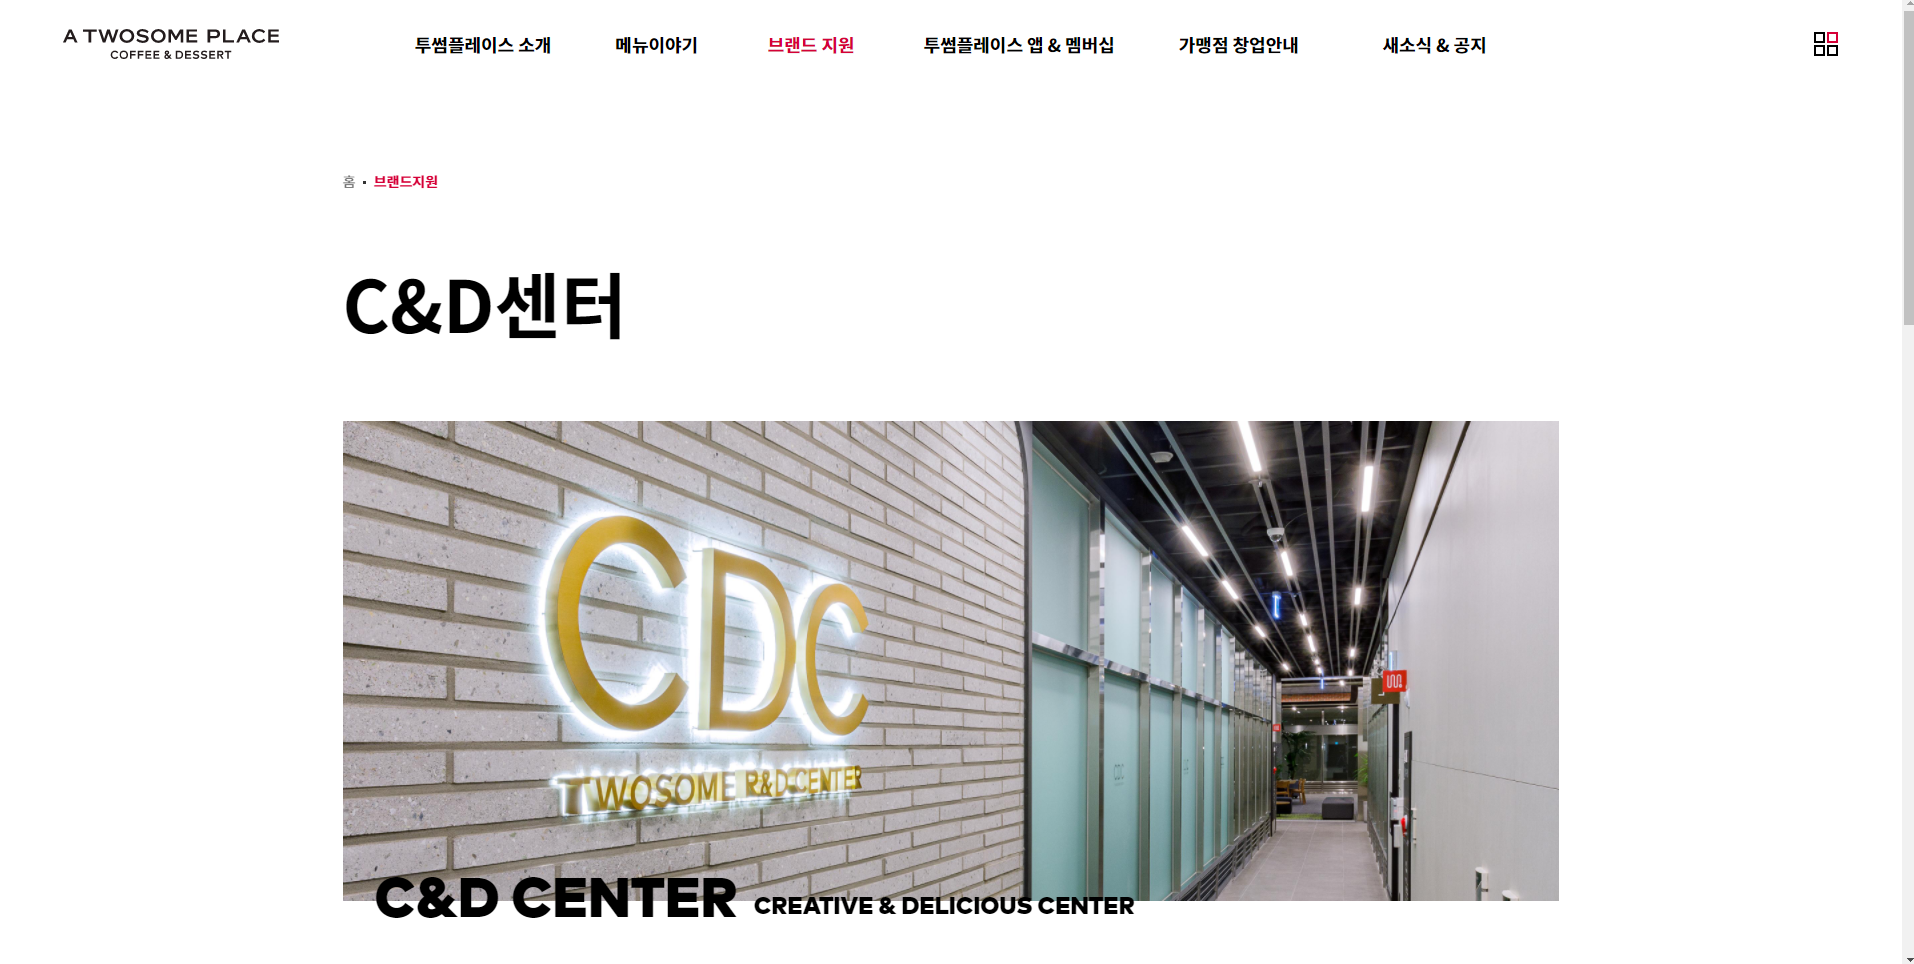 A TWOSOME PLACE
COFFEE & DESSERT
투썸플레이스 소개
메뉴이야기
브랜드 지원
투썸플레이스 앱 & 멤버십
가맹점 창업안내
새소식 & 공지
홈 • 브랜드지원
C&D센터
CDC
TWOSOME R&D CENTER
C&D CENTER CREATIVE & DELICIOUS CENTER